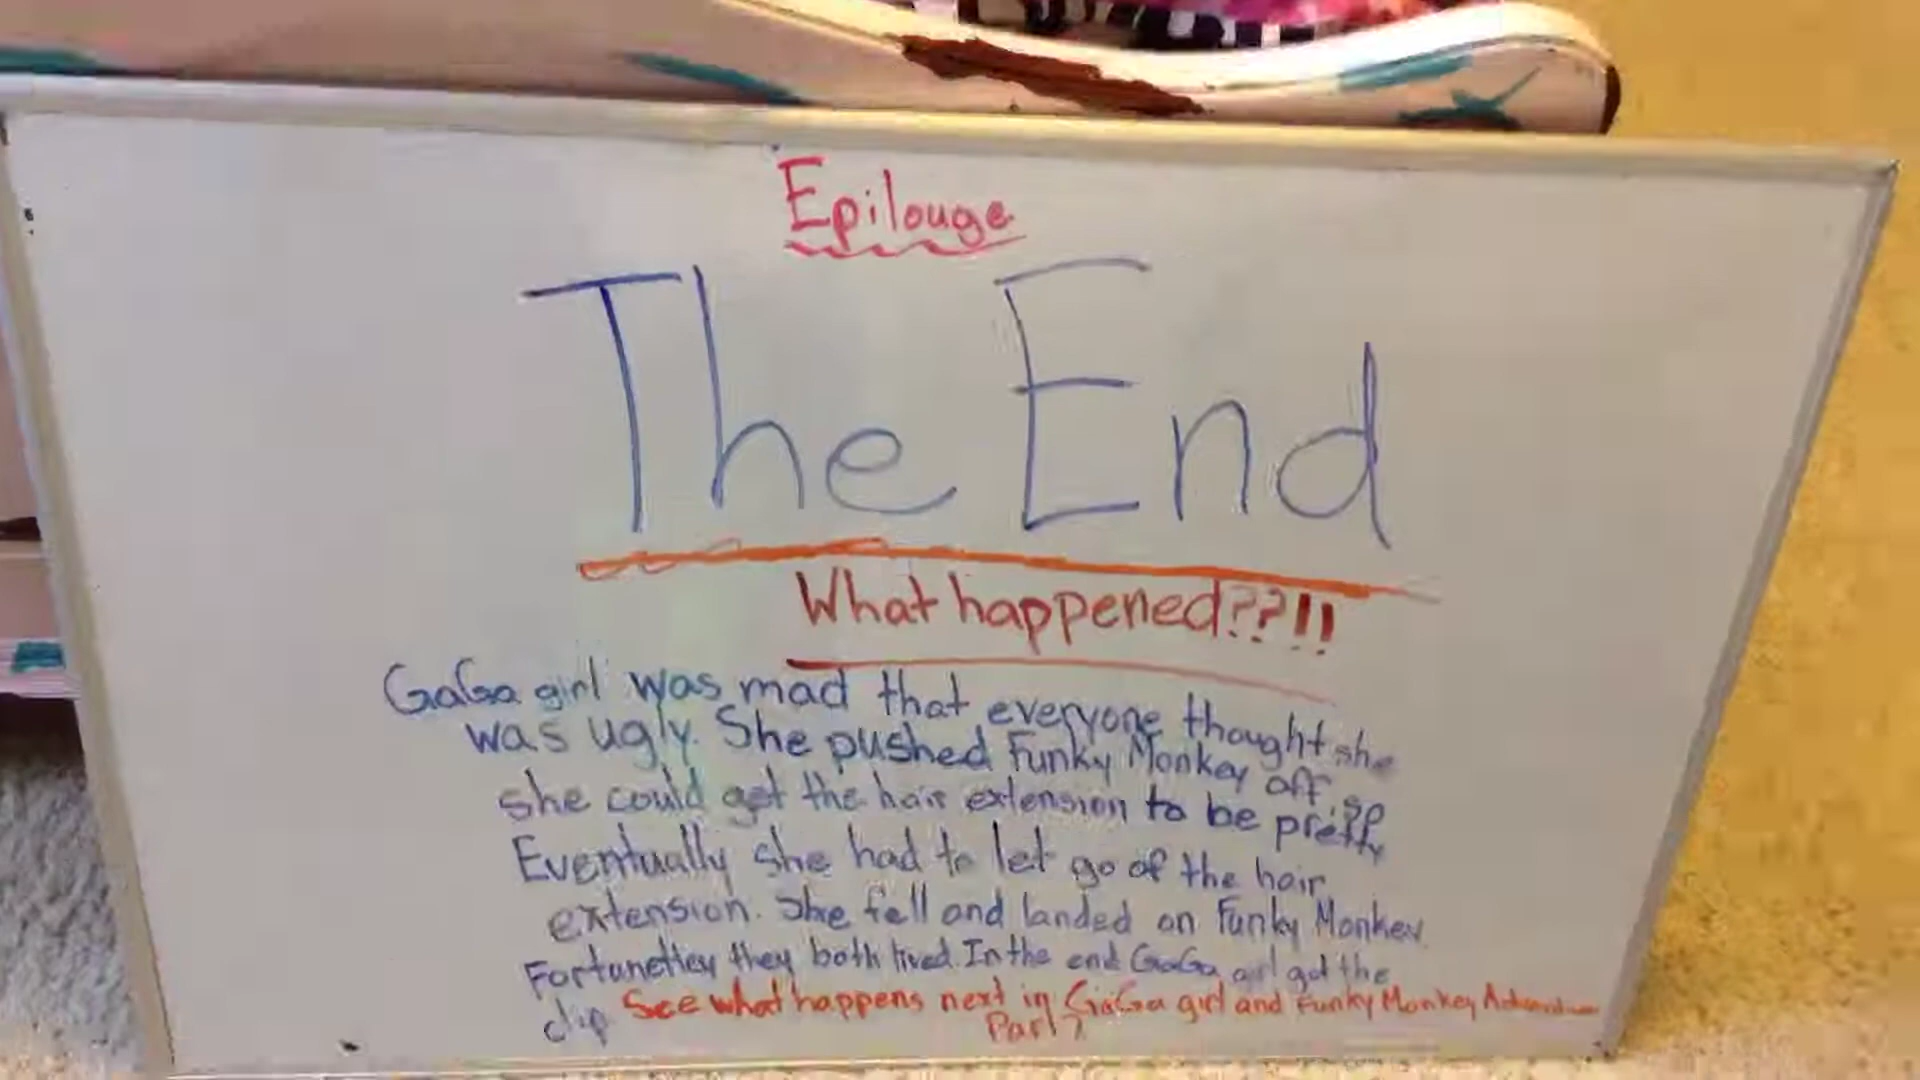 Epilouge
The End
What happened??!!
GaGa girl was mad that everyone thought she
was ugly. She pushed Funky Monkey off so
she could get the hair extension to be pretty
Eventually she had to let go of the hair
extension. She fell and landed on Funky Monkey.
Fortunetley they both lived. In the end GaGa girl got the
clip See what happens next in GaGa girl and Funky Monkey
Part